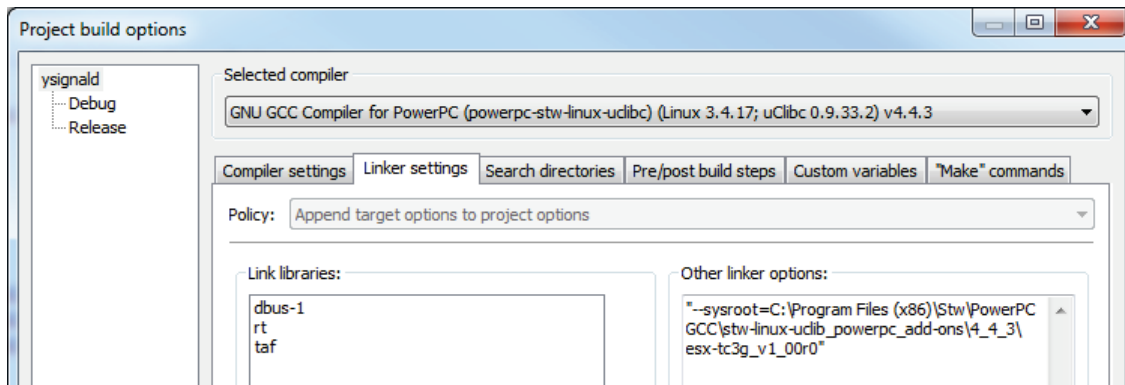 Project build options
ysignald
Debug
Release
Selected compiler
GNU GCC Compiler for PowerPC (powerpc-stw-linux-uclibc) (Linux 3.4.17; uClibc 0.9.33.2) v4.4.3
Compiler settings Linker settings Search directories Pre/post build steps Custom variables "Make" commands
Policy: Append target options to project options
Link libraries:
dbus-1
rt
taf
Other linker options:
"--sysroot=C:\Program Files (x86)\Stw\PowerPC
GCC\stw-linux-uclib_powerpc_add-ons\4_4_3\
esx-tc3g_v1_00r0"